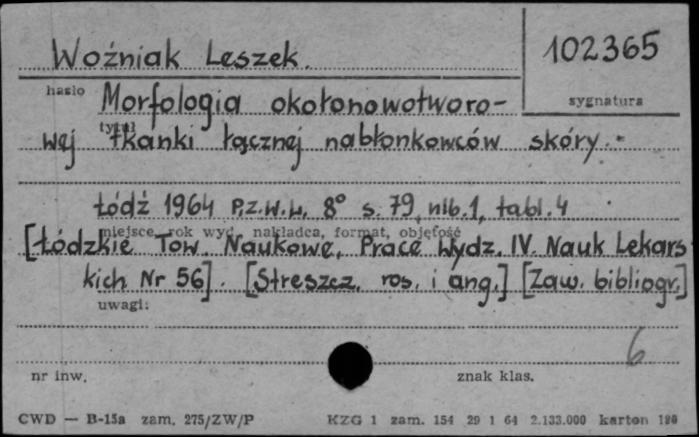 Woźniak Leszek.
102365
hasło
sygnatura
Morfologia okołonowotworo-
tytuł
wej tkanki łącznej nabłonkowców skóry.-
Łódź 1964 P.Z.W.L. 8° s. 79, nlb. 1, tabl. 4
miejsce, rok wyd., nakładca, format, objętość
[Łódzkie Tow. Naukowe, Prace Wydz. IV. Nauk Lekars
kich Nr 56]. [Streszcz. ros. i ang.] [Zaw. bibliogr.]
uwagi:
6
nr inw.
znak klas.
CWD — B-15a zam. 275/ZW/P
KZG 1 zam. 154 29 1 64 2.133.000 karton